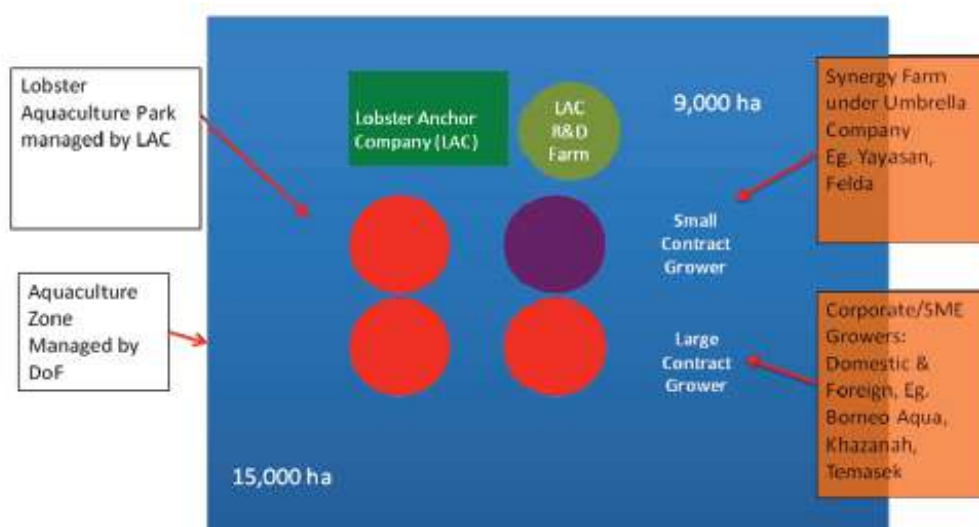 Lobster
Aquaculture Park
managed by LAC
Lobster Anchor
Company (LAC)
LAC
R&D
Farm
9,000 ha
Synergy Farm
under Umbrella
Company
Eg. Yayasan,
Felda
Small
Contract
Grower
Aquaculture
Zone
Managed by
DoF
Large
Contract
Grower
Corporate/SME
Growers:
Domestic &
Foreign, Eg.
Borneo Aqua,
Khazanah,
Temasek
15,000 ha